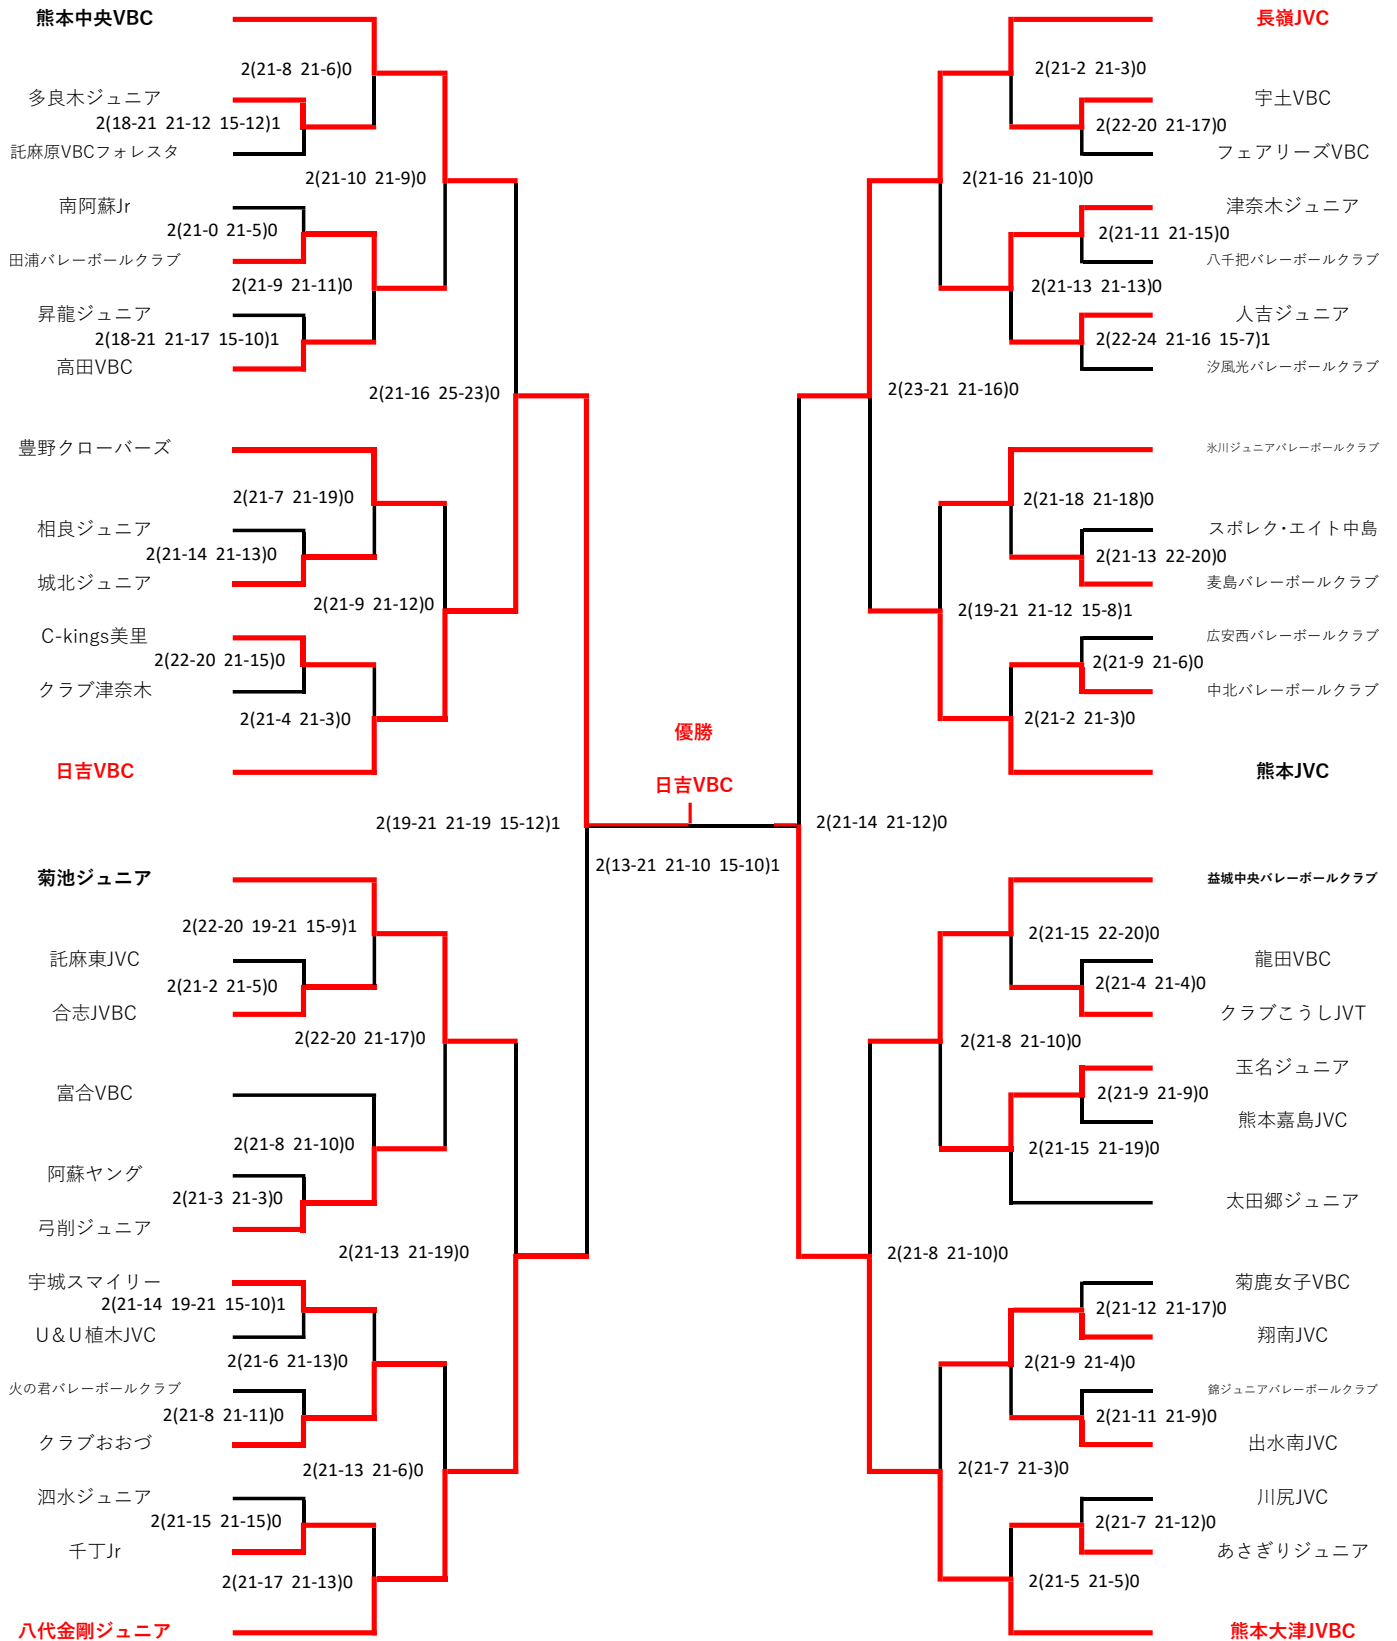 熊本中央VBC
2(21-8 21-6)0
多良木ジュニア
2(18-21 21-12 15-12)1
託麻原VBCフォレスタ
2(21-10 21-9)0
南阿蘇Jr
2(21-0 21-5)0
田浦バレーボールクラブ
2(21-9 21-11)0
昇龍ジュニア
2(18-21 21-17 15-10)1
高田VBC
2(21-16 25-23)0
豊野クローバーズ
2(21-7 21-19)0
相良ジュニア
2(21-14 21-13)0
城北ジュニア
2(21-9 21-12)0
C-kings美里
2(22-20 21-15)0
クラブ津奈木
2(21-4 21-3)0
日吉VBC
2(19-21 21-19 15-12)1
菊池ジュニア
2(22-20 19-21 15-9)1
託麻東JVC
2(21-2 21-5)0
合志JVBC
2(22-20 21-17)0
富合VBC
2(21-8 21-10)0
阿蘇ヤング
2(21-3 21-3)0
弓削ジュニア
2(21-13 21-19)0
宇城スマイリー
2(21-14 19-21 15-10)1
U&U植木JVC
2(21-6 21-13)0
火の君バレーボールクラブ
2(21-8 21-11)0
クラブおおづ
2(21-13 21-6)0
泗水ジュニア
2(21-15 21-15)0
千丁Jr
2(21-17 21-13)0
八代金剛ジュニア
優勝
日吉VBC
2(13-21 21-10 15-10)1
長嶺JVC
2(21-2 21-3)0
宇土VBC
2(22-20 21-17)0
フェアリーズVBC
2(21-16 21-10)0
津奈木ジュニア
2(21-11 21-15)0
八千把バレーボールクラブ
2(21-13 21-13)0
人吉ジュニア
2(22-24 21-16 15-7)1
汐風光バレーボールクラブ
2(23-21 21-16)0
氷川ジュニアバレーボールクラブ
2(21-18 21-18)0
スポレク・エイト中島
2(21-13 22-20)0
麦島バレーボールクラブ
2(19-21 21-12 15-8)1
広安西バレーボールクラブ
2(21-9 21-6)0
中北バレーボールクラブ
2(21-2 21-3)0
熊本JVC
2(21-14 21-12)0
益城中央バレーボールクラブ
2(21-15 22-20)0
龍田VBC
2(21-4 21-4)0
クラブこうしJVT
2(21-8 21-10)0
玉名ジュニア
2(21-9 21-9)0
熊本嘉島JVC
2(21-15 21-19)0
太田郷ジュニア
2(21-8 21-10)0
菊鹿女子VBC
2(21-12 21-17)0
翔南JVC
2(21-9 21-4)0
錦ジュニアバレーボールクラブ
2(21-11 21-9)0
出水南JVC
2(21-7 21-3)0
川尻JVC
2(21-7 21-12)0
あさぎりジュニア
2(21-5 21-5)0
熊本大津JVBC